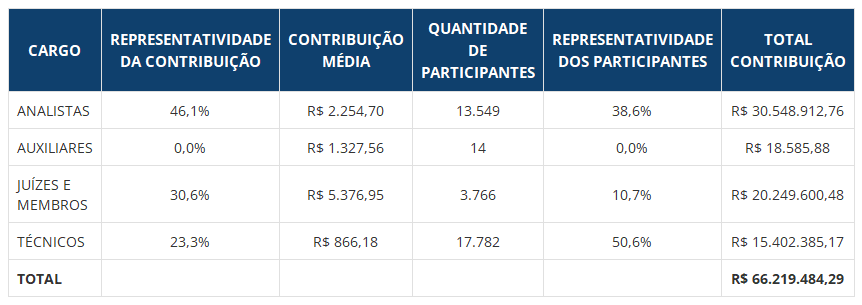 CARGO
REPRESENTATIVIDADE
DA CONTRIBUIÇÃO
CONTRIBUIÇÃO
MÉDIA
QUANTIDADE
DE
PARTICIPANTES
REPRESENTATIVIDADE
DOS PARTICIPANTES
TOTAL
CONTRIBUIÇÃO
ANALISTAS 46,1% R$ 2.254,70 13.549 38,6% R$ 30.548.912,76
AUXILIARES 0,0% R$ 1.327,56 14 0,0% R$ 18.585,88
JUÍZES E
MEMBROS 30,6% R$ 5.376,95 3.766 10,7% R$ 20.249.600,48
TÉCNICOS 23,3% R$ 866,18 17.782 50,6% R$ 15.402.385,17
TOTAL R$ 66.219.484,29